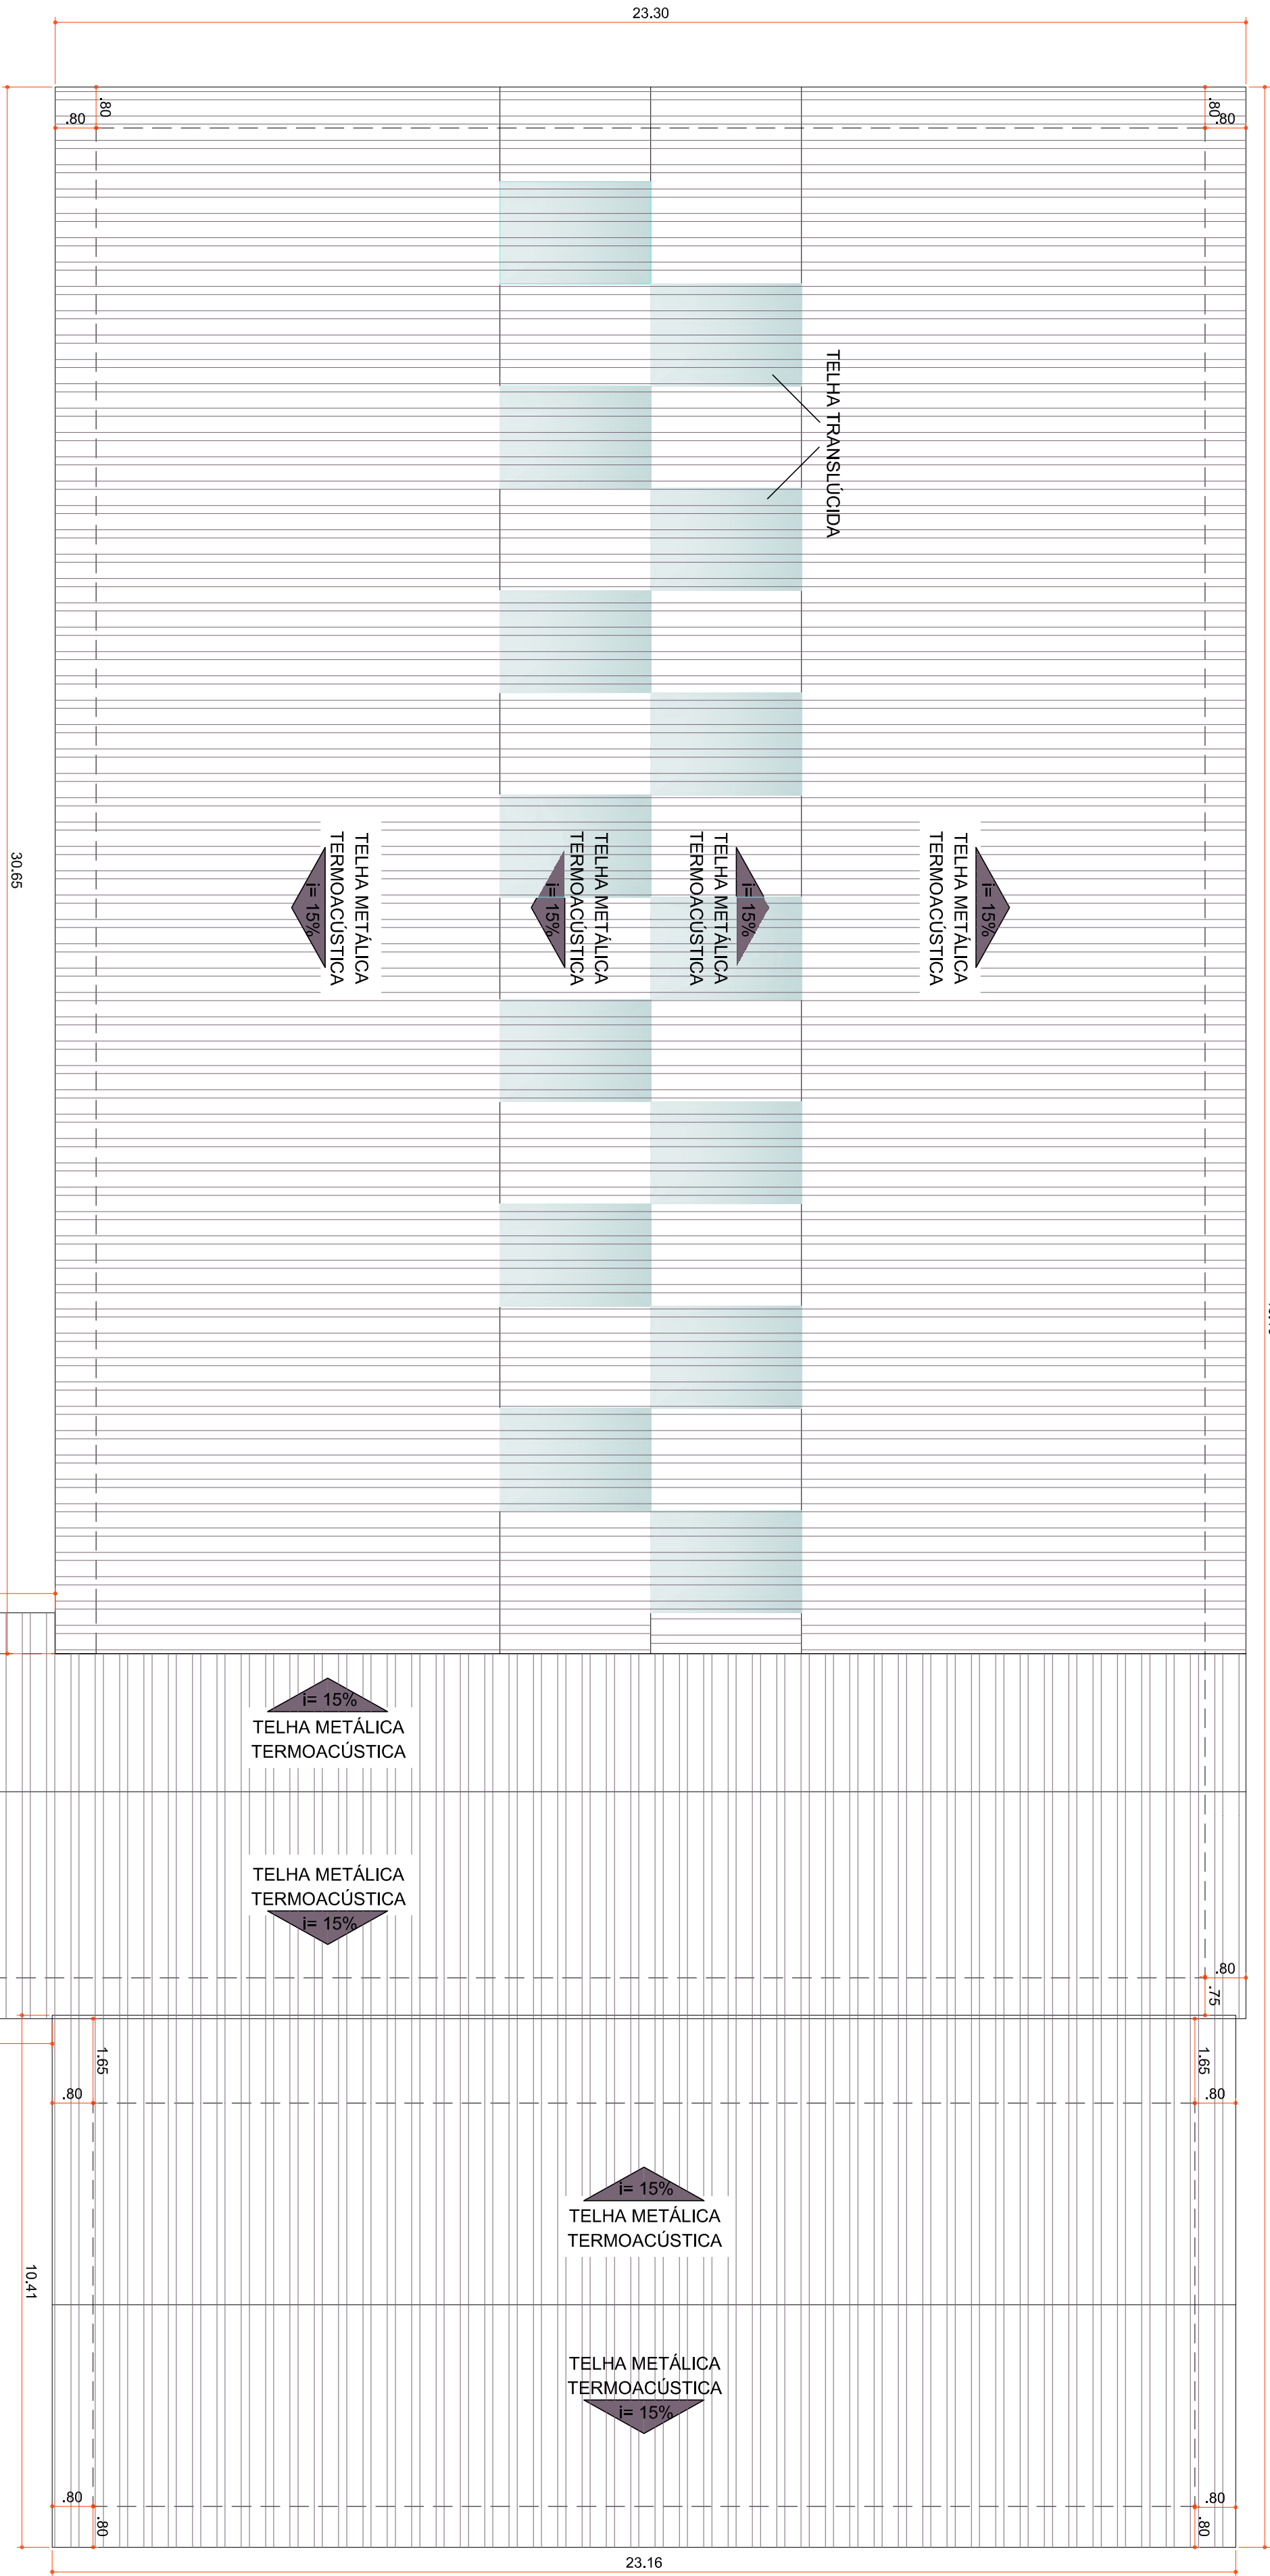 23.30
.80
.80
.80
.80
TELHA TRANSLÚCIDA
30.65
TELHA METÁLICA
TERMOACÚSTICA
i= 15%
TELHA METÁLICA
TERMOACÚSTICA
i= 15%
TELHA METÁLICA
TERMOACÚSTICA
i= 15%
TELHA METÁLICA
TERMOACÚSTICA
i= 15%
i= 15%
TELHA METÁLICA
TERMOACÚSTICA
TELHA METÁLICA
TERMOACÚSTICA
i= 15%
.80
.75
1.65
1.65
.80
.80
i= 15%
TELHA METÁLICA
TERMOACÚSTICA
10.41
TELHA METÁLICA
TERMOACÚSTICA
i= 15%
.80
.80
.80
.80
23.16